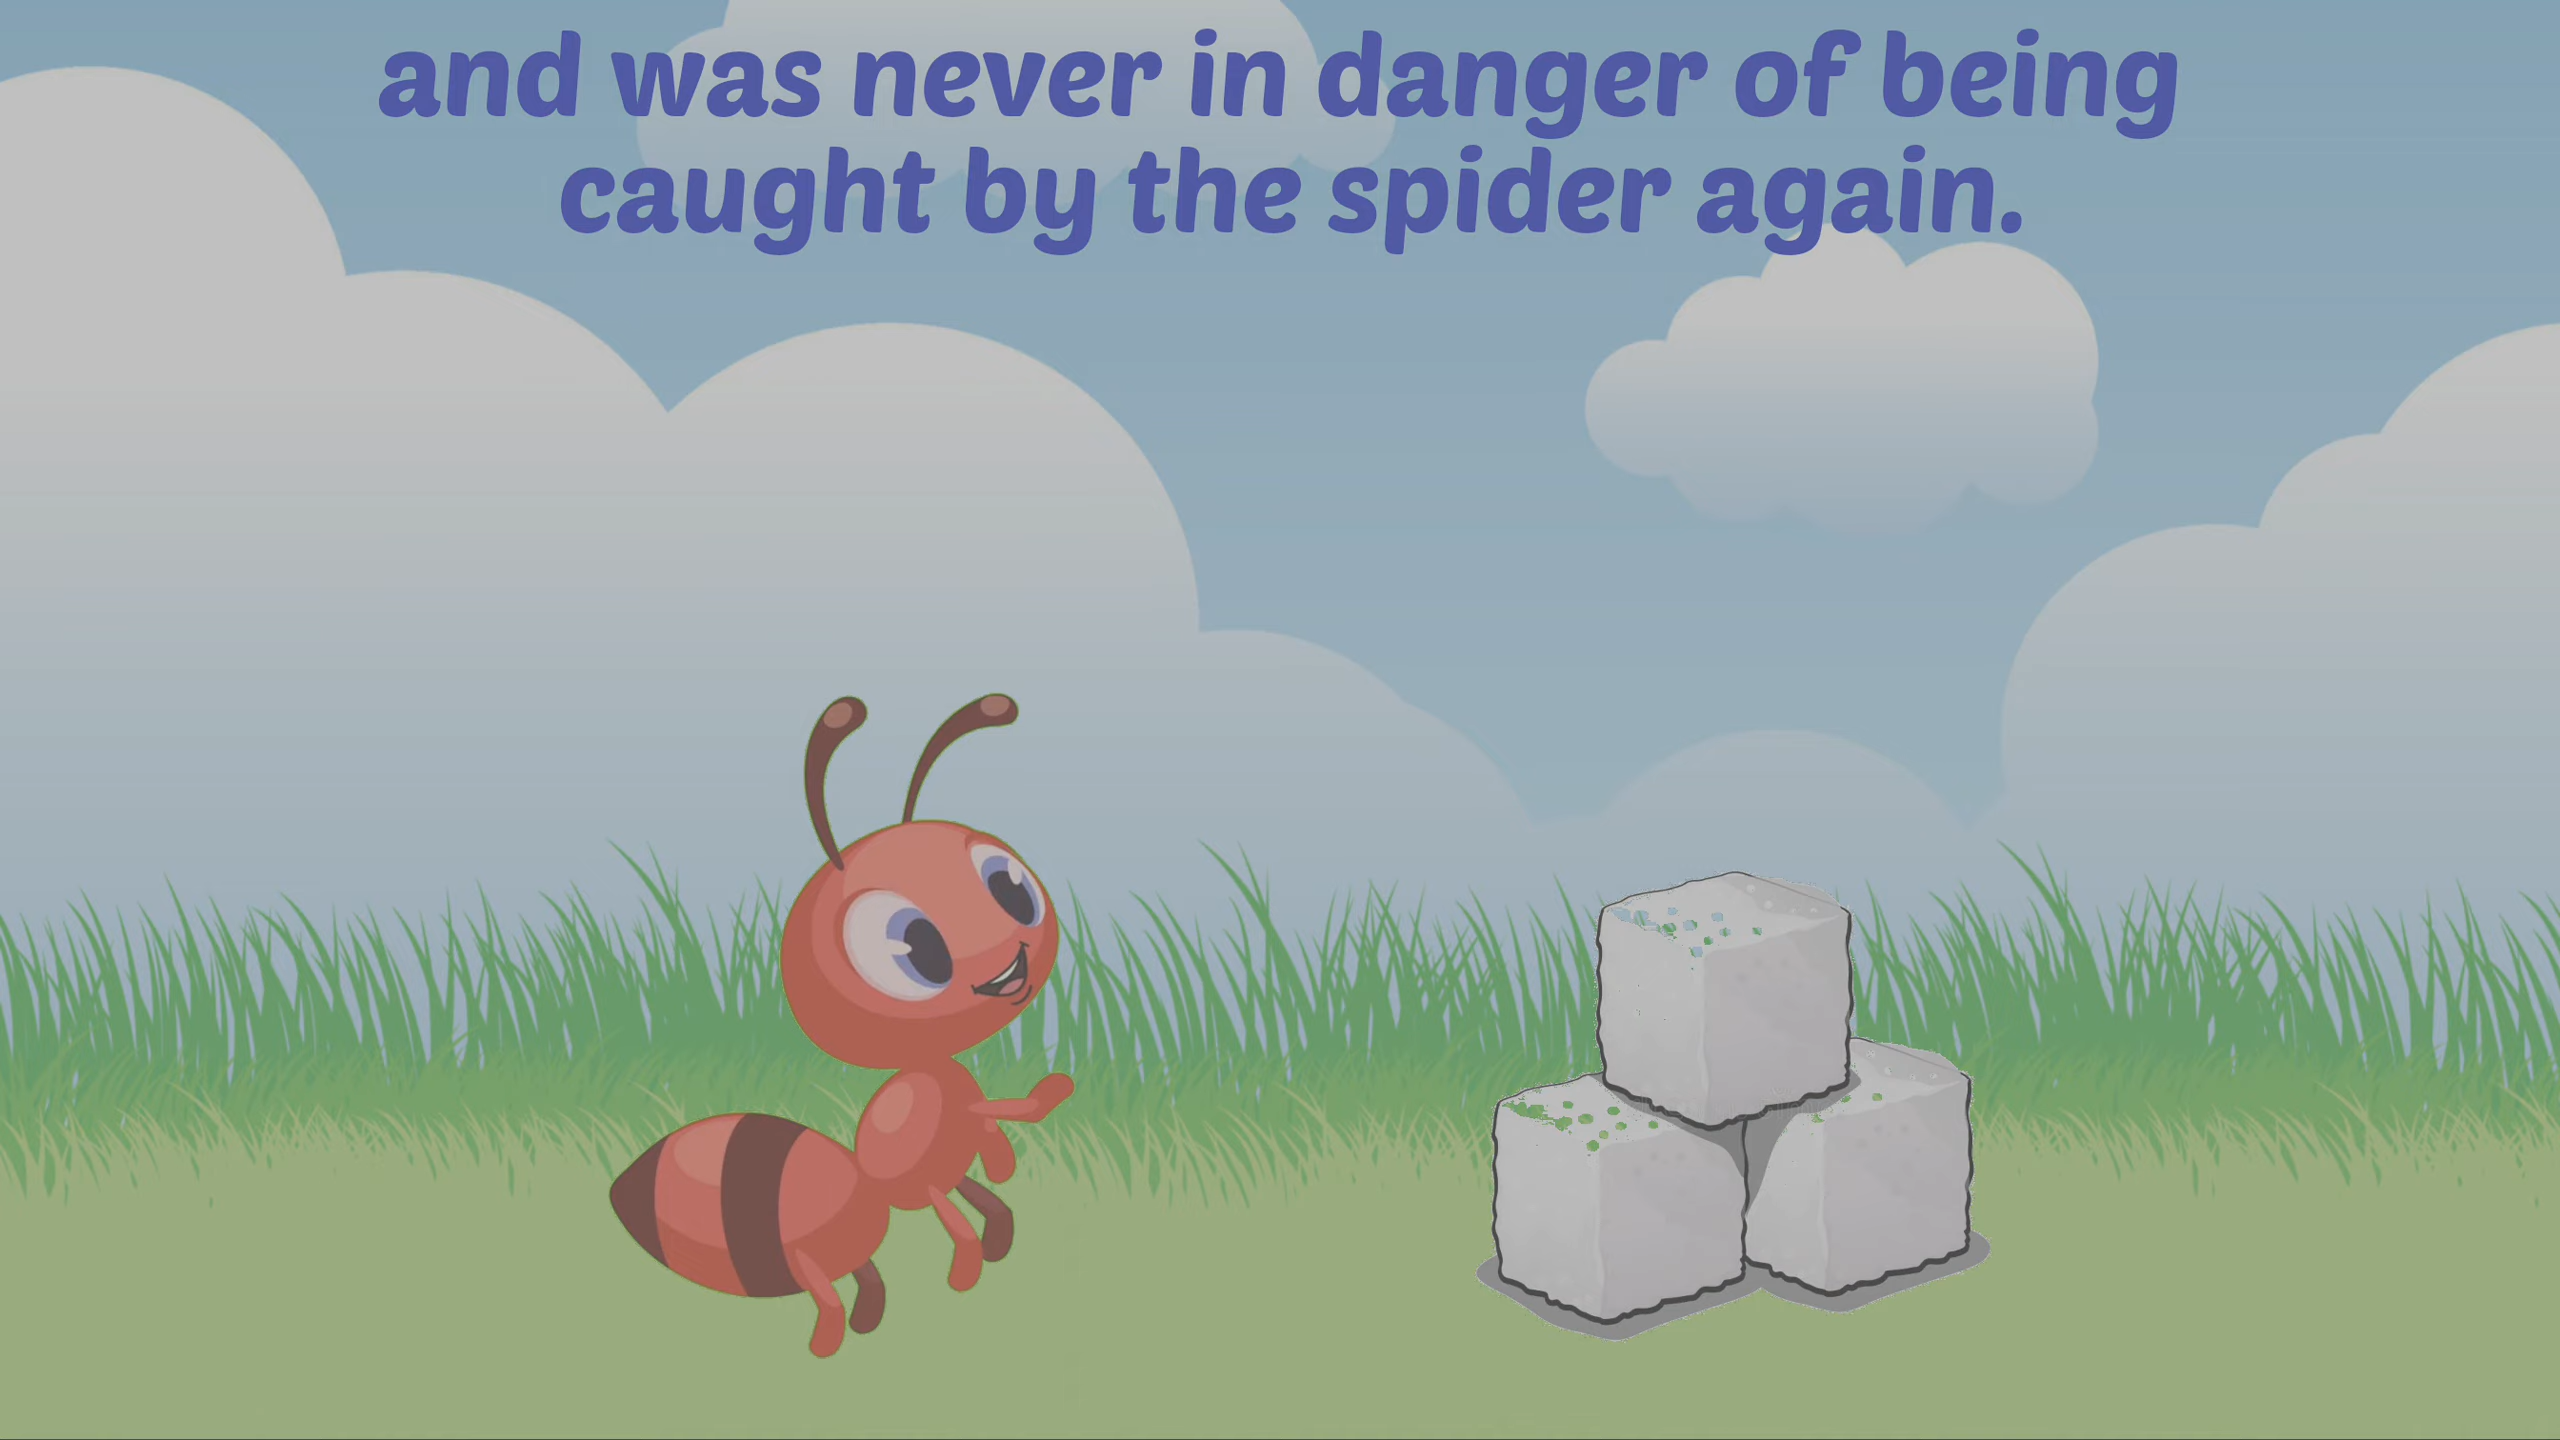 and was never in danger of being
caught by the spider again.